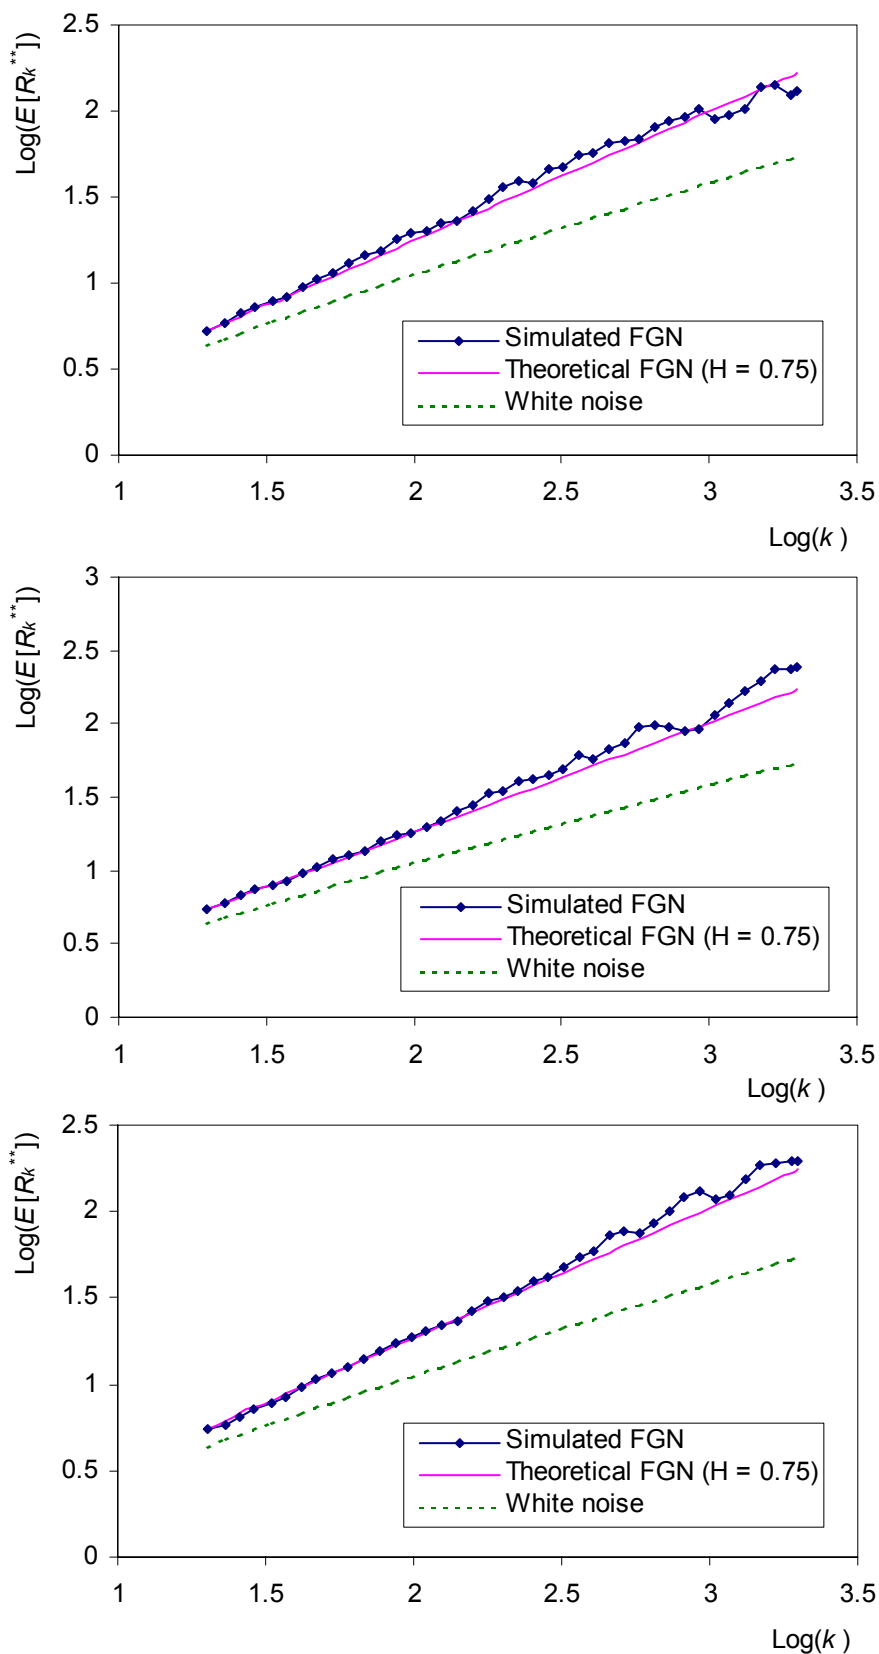 2.5
2
1.5
1
0.5
0
Log(E[Rk**])
1 1.5 2 2.5 3 3.5
Log(k )
Simulated FGN
Theoretical FGN (H = 0.75)
White noise
3
2.5
2
1.5
1
0.5
0
Log(E[Rk**])
1 1.5 2 2.5 3 3.5
Log(k )
Simulated FGN
Theoretical FGN (H = 0.75)
White noise
2.5
2
1.5
1
0.5
0
Log(E[Rk**])
1 1.5 2 2.5 3 3.5
Log(k )
Simulated FGN
Theoretical FGN (H = 0.75)
White noise